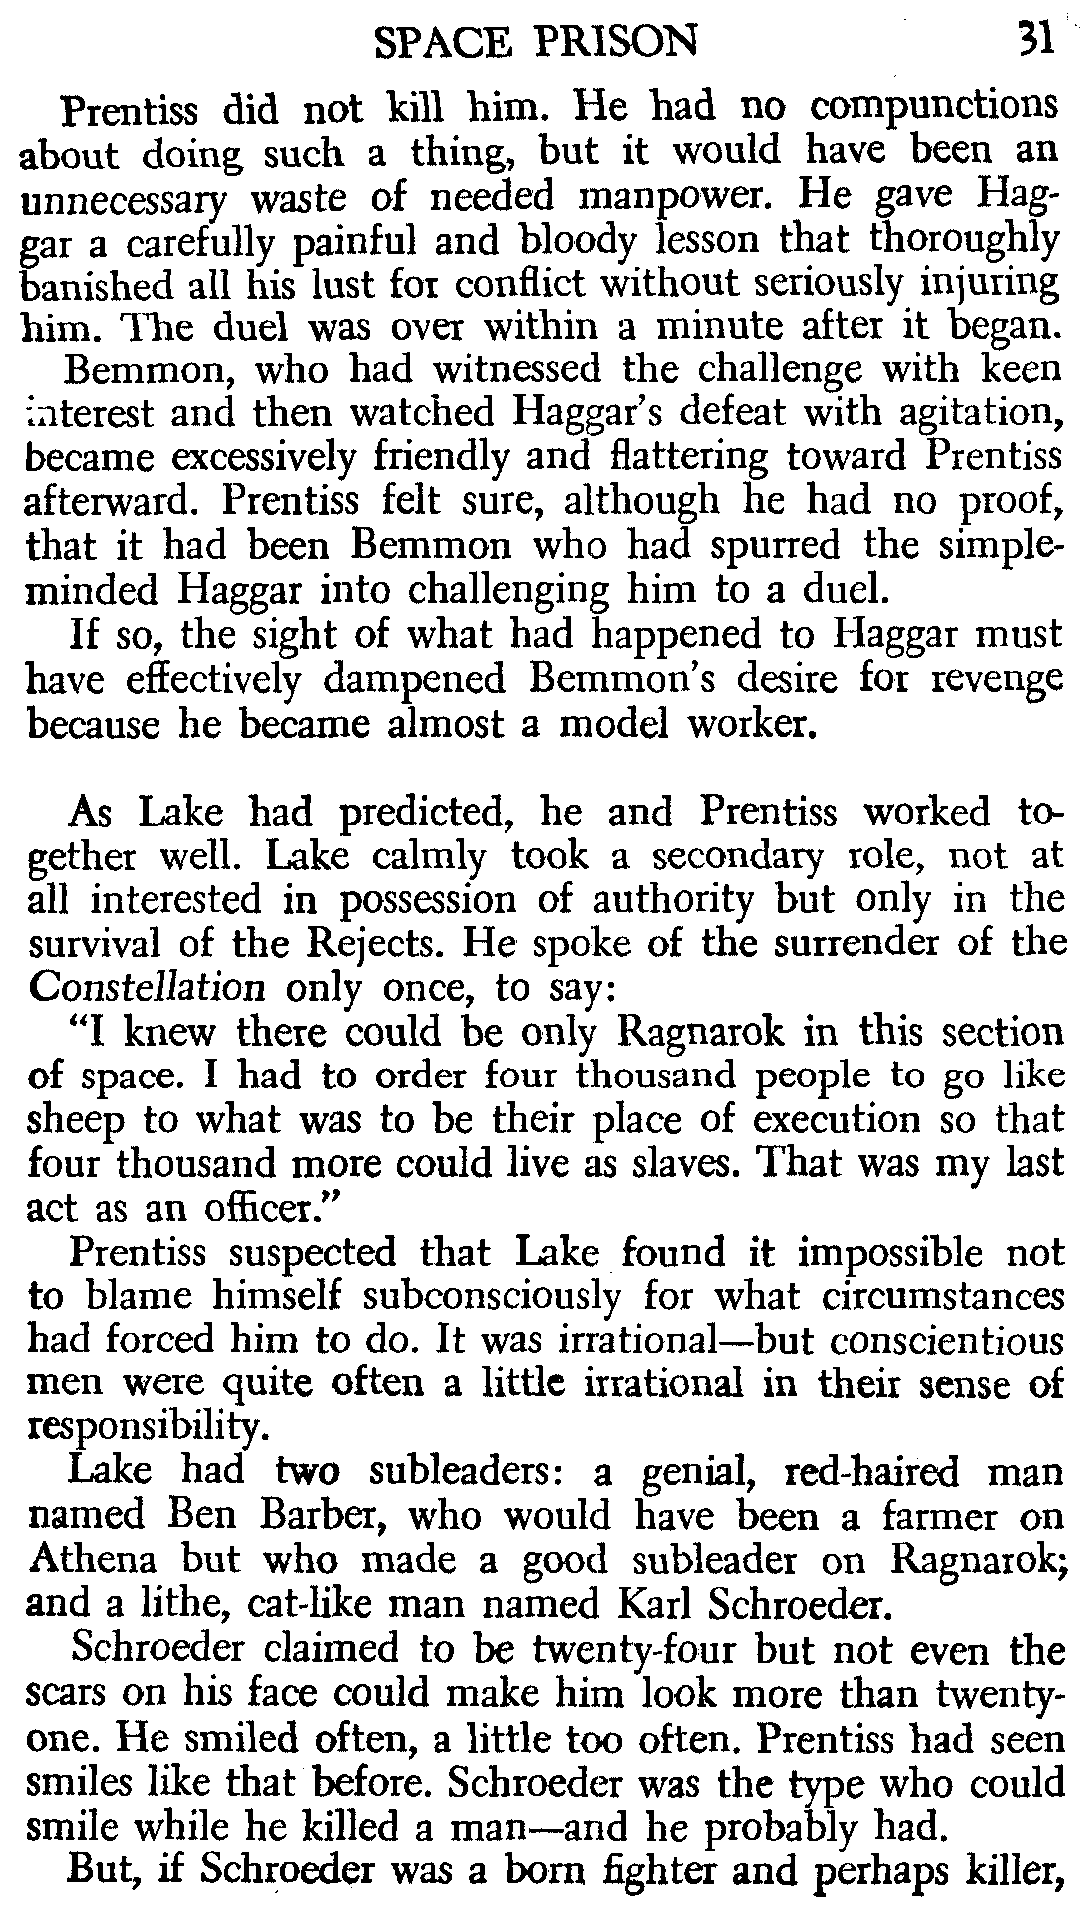 SPACE PRISON 31
Prentiss did not kill him. He had no compunctions
about doing such a thing, but it would have been an
unnecessary waste of needed manpower. He gave Hag-
gar a carefully painful and bloody lesson that thoroughly
banished all his lust for conflict without seriously injuring
him. The duel was over within a minute after it began.
Bemmon, who had witnessed the challenge with keen
interest and then watched Haggar's defeat with agitation,
became excessively friendly and flattering toward Prentiss
afterward. Prentiss felt sure, although he had no proof,
that it had been Bemmon who had spurred the simple-
minded Haggar into challenging him to a duel.
If so, the sight of what had happened to Haggar must
have effectively dampened Bemmon's desire for revenge
because he became almost a model worker.
As Lake had predicted, he and Prentiss worked to-
gether well. Lake calmly took a secondary role, not at
all interested in possession of authority but only in the
survival of the Rejects. He spoke of the surrender of the
Constellation only once, to say:
"I knew there could be only Ragnarok in this section
of space. I had to order four thousand people to go like
sheep to what was to be their place of execution so that
four thousand more could live as slaves. That was my last
act as an officer."
Prentiss suspected that Lake found it impossible not
to blame himself subconsciously for what circumstances
had forced him to do. It was irrational—but conscientious
men were quite often a little irrational in their sense of
responsibility.
Lake had two subleaders: a genial, red-haired man
named Ben Barber, who would have been a farmer on
Athena but who made a good subleader on Ragnarok;
and a lithe, cat-like man named Karl Schroeder.
Schroeder claimed to be twenty-four but not even the
scars on his face could make him look more than twenty-
one. He smiled often, a little too often. Prentiss had seen
smiles like that before. Schroeder was the type who could
smile while he killed a man—and he probably had.
But, if Schroeder was a born fighter and perhaps killer,